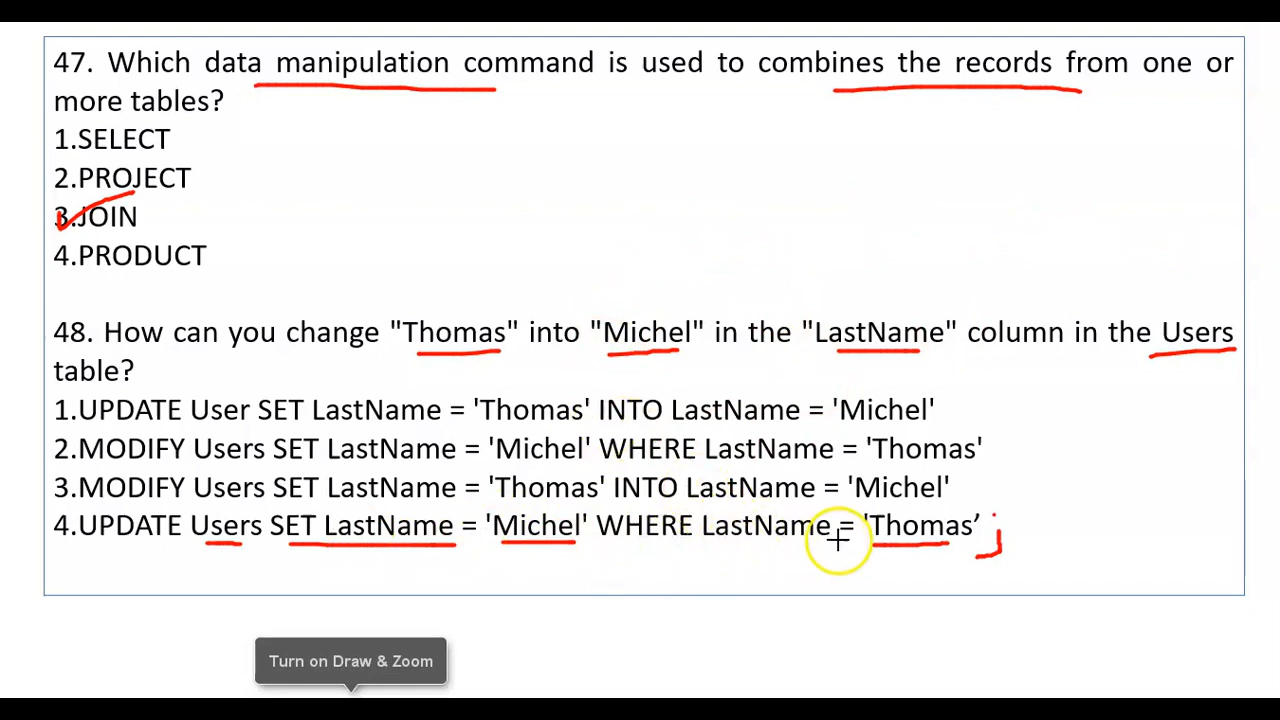 47. Which data manipulation command is used to combines the records from one or
more tables?
1.SELECT
2.PROJECT
3.JOIN
4.PRODUCT
48. How can you change "Thomas" into "Michel" in the "LastName" column in the Users
table?
1.UPDATE User SET LastName = 'Thomas' INTO LastName = 'Michel'
2.MODIFY Users SET LastName = 'Michel' WHERE LastName = 'Thomas'
3.MODIFY Users SET LastName = 'Thomas' INTO LastName = 'Michel'
4.UPDATE Users SET LastName = 'Michel' WHERE LastName = 'Thomas’ ;
Turn on Draw & Zoom